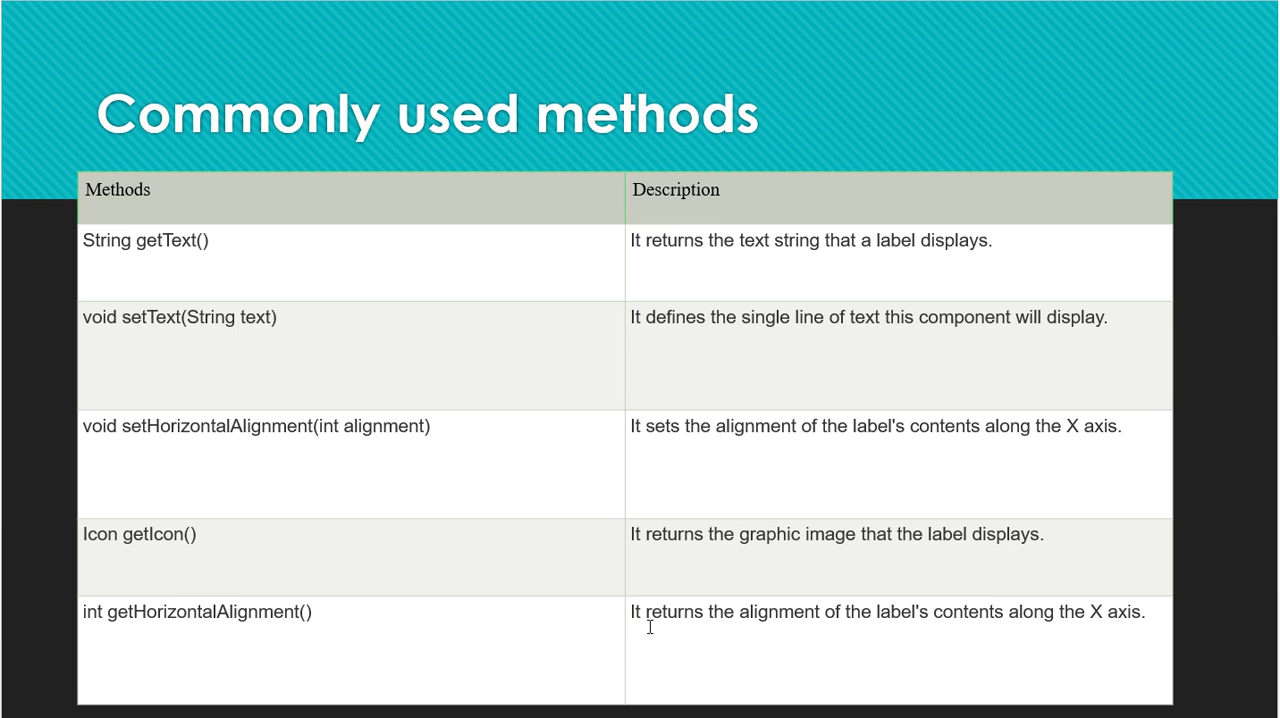 Commonly used methods
Methods Description
String getText() It returns the text string that a label displays.
void setText(String text) It defines the single line of text this component will display.
void setHorizontalAlignment(int alignment) It sets the alignment of the label's contents along the X axis.
Icon getIcon() It returns the graphic image that the label displays.
int getHorizontalAlignment() It returns the alignment of the label's contents along the X axis.